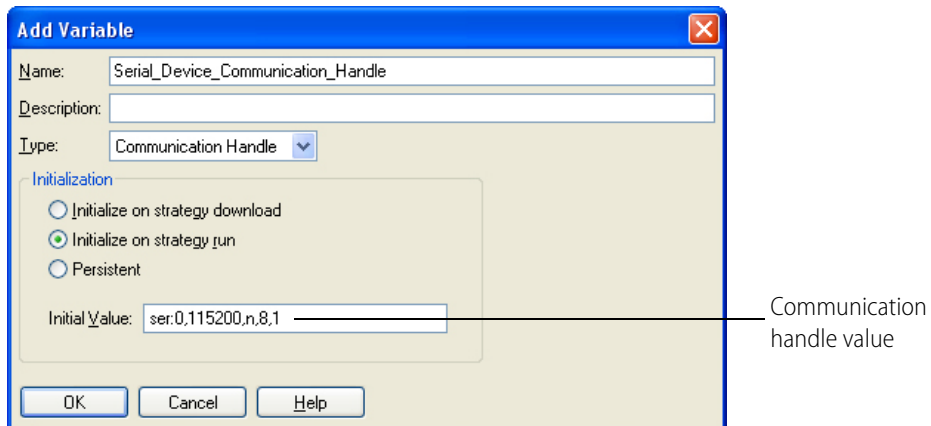 Add Variable
Name: Serial_Device_Communication_Handle
Description:
Type: Communication Handle
Initialization
Initialize on strategy download
Initialize on strategy run
Persistent
Initial Value: ser:0,115200,n,8,1
Communication
handle value
OK Cancel Help